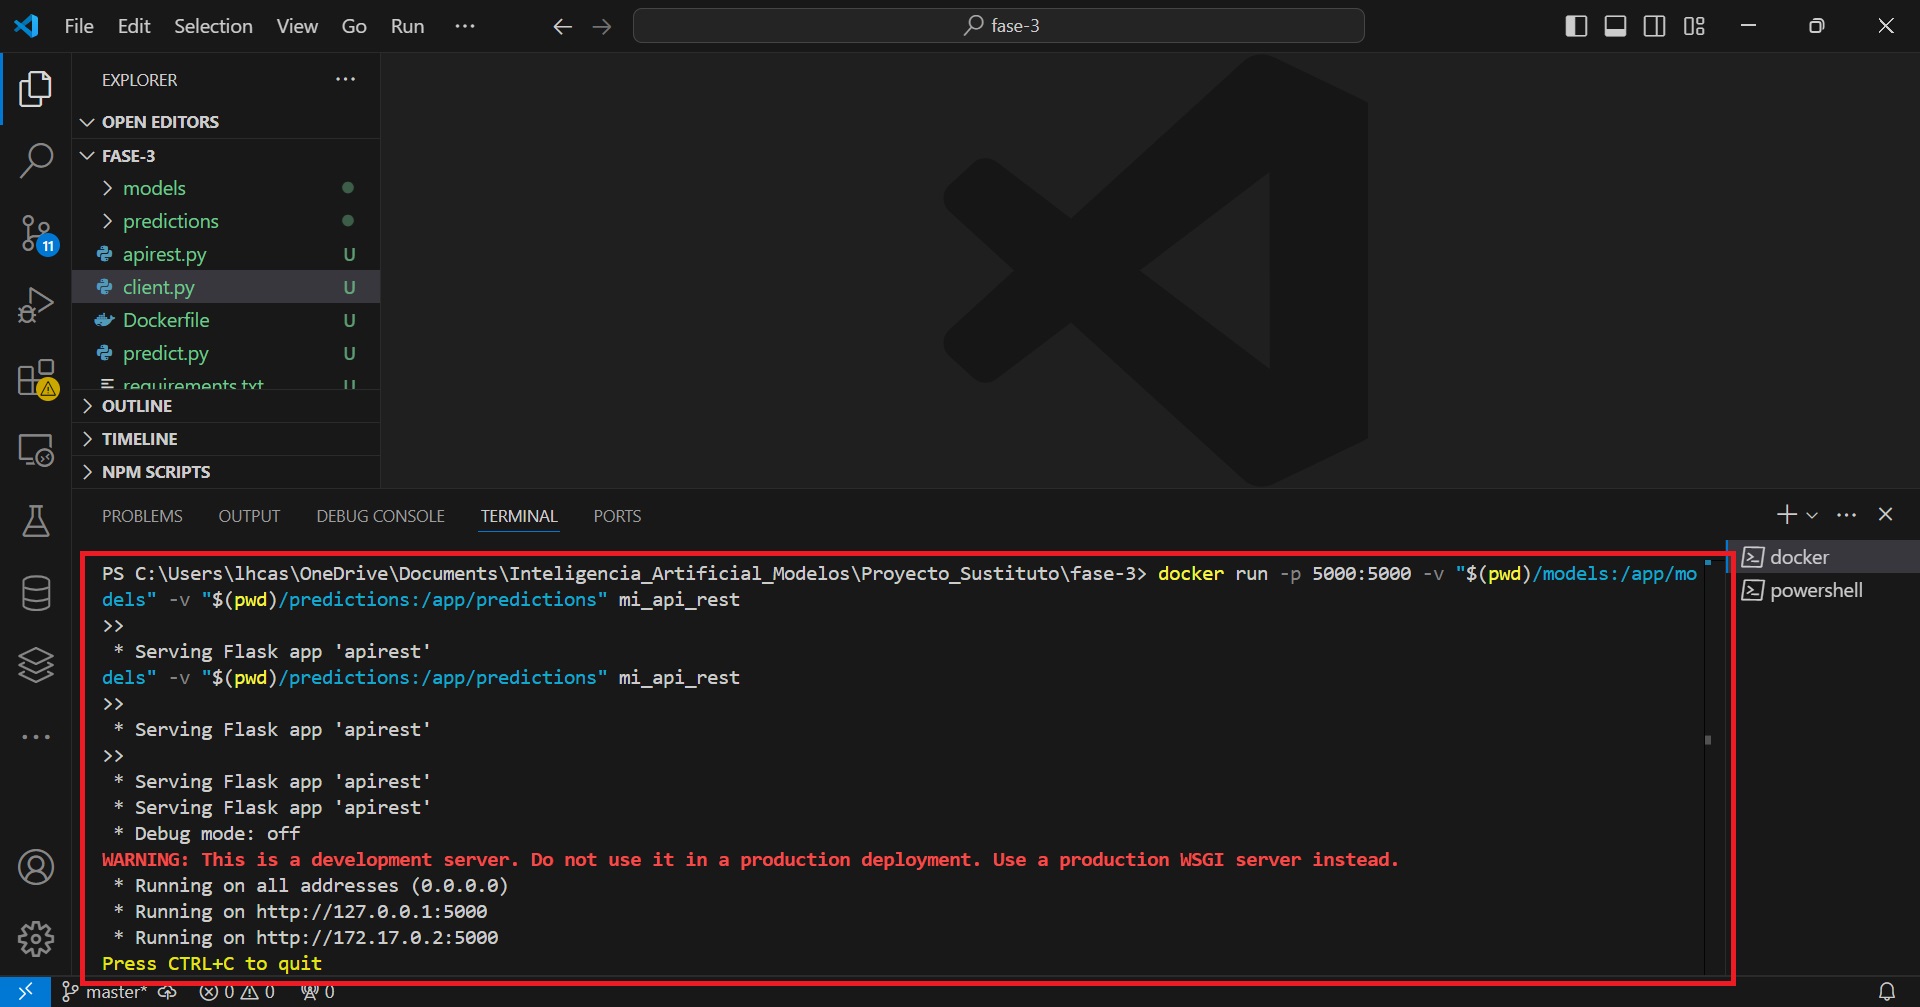 File Edit Selection View Go Run ···
fase-3
EXPLORER
OPEN EDITORS
FASE-3
models
predictions
apirest.py U
client.py U
Dockerfile U
predict.py U
requirements.txt U
OUTLINE
TIMELINE
NPM SCRIPTS
11
PROBLEMS OUTPUT DEBUG CONSOLE TERMINAL PORTS
PS C:\Users\lhcas\OneDrive\Documents\Inteligencia_Artificial_Modelos\Proyecto_Sustituto\fase-3> docker run -p 5000:5000 -v "$(pwd)/models:/app/mo
dels" -v "$(pwd)/predictions:/app/predictions" mi_api_rest
>>
 * Serving Flask app 'apirest'
dels" -v "$(pwd)/predictions:/app/predictions" mi_api_rest
>>
 * Serving Flask app 'apirest'
>>
 * Serving Flask app 'apirest'
 * Serving Flask app 'apirest'
 * Debug mode: off
WARNING: This is a development server. Do not use it in a production deployment. Use a production WSGI server instead.
 * Running on all addresses (0.0.0.0)
 * Running on http://127.0.0.1:5000
 * Running on http://172.17.0.2:5000
Press CTRL+C to quit
docker
powershell
master* 0 0 0